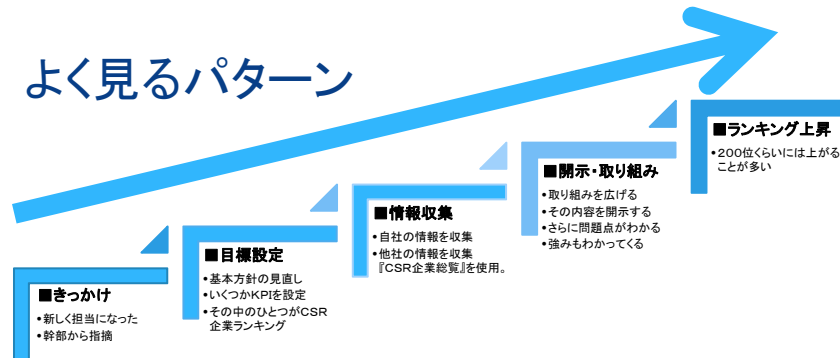 よく見るパターン
■きっかけ
•新しく担当になった
•幹部から指摘
■目標設定
•基本方針の見直し
•いくつかKPIを設定
•その中のひとつがCSR
企業ランキング
■情報収集
•自社の情報を収集
•他社の情報を収集
『CSR企業総覧』を使用。
■開示・取り組み
•取り組みを広げる
•その内容を開示する
•さらに問題点がわかる
•強みもわかってくる
■ランキング上昇
•200位くらいには上がる
ことが多い